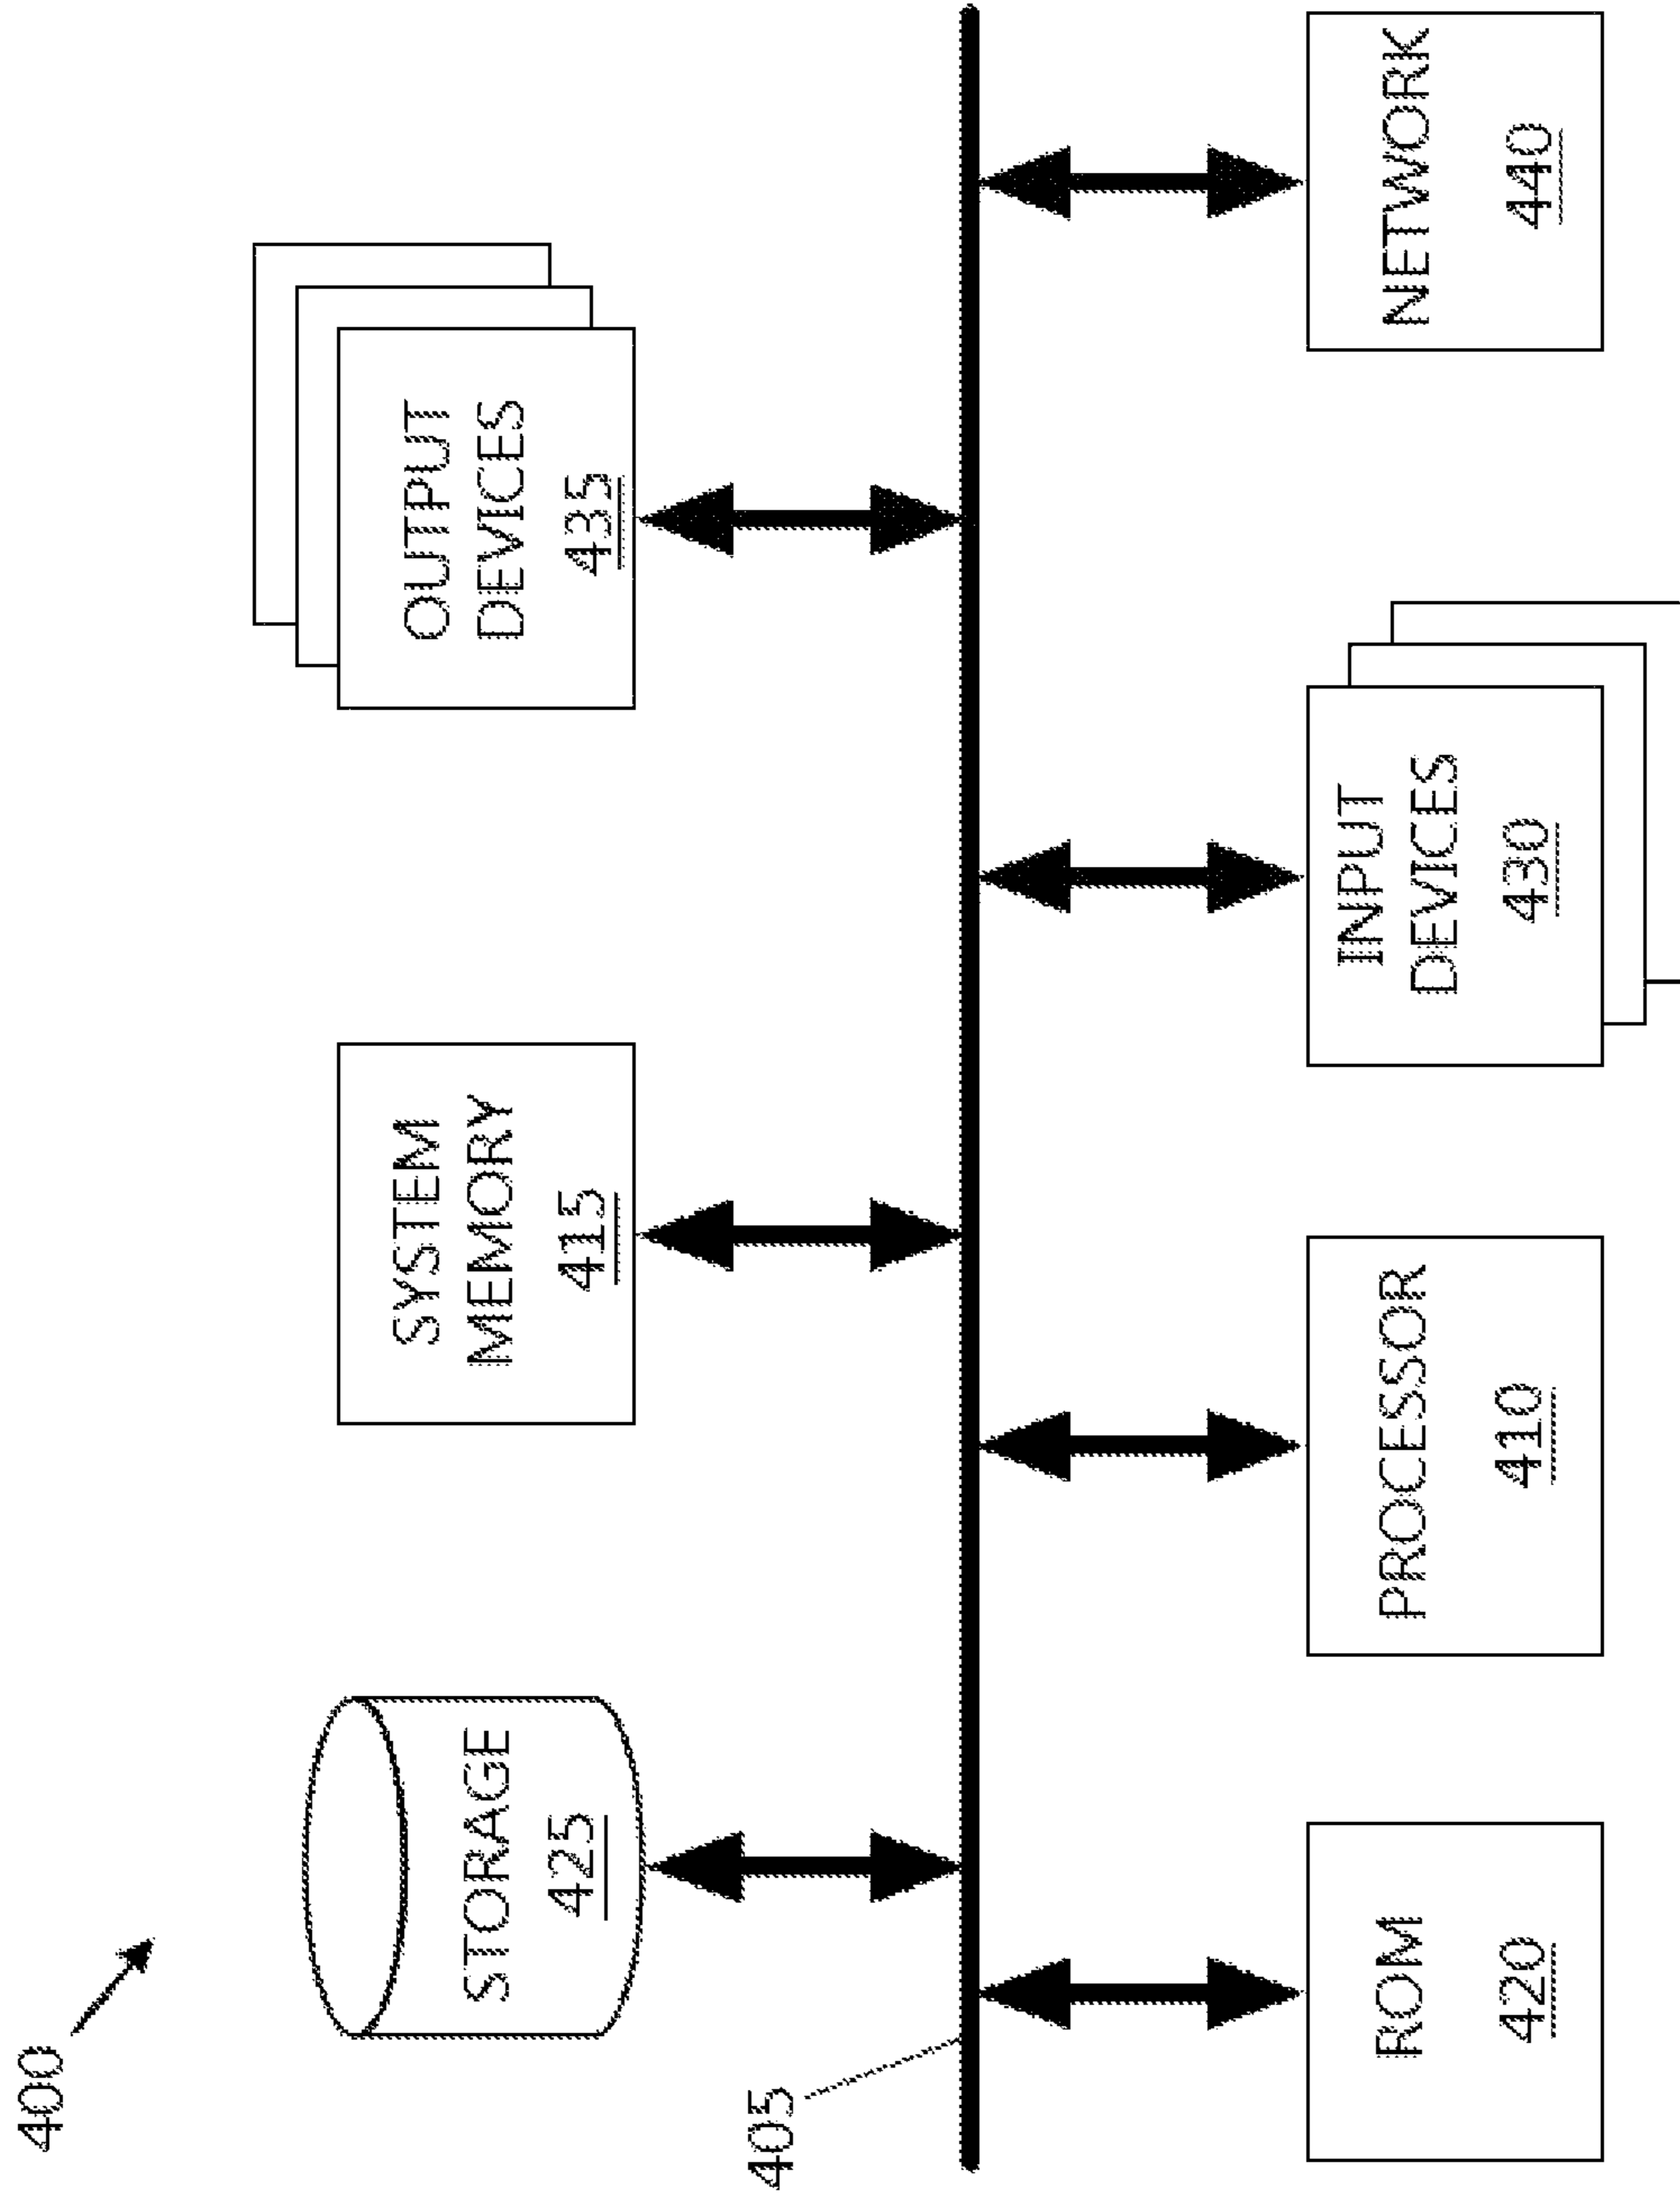 400
STORAGE
425
SYSTEM
MEMORY
415
OUTPUT
DEVICES
435
405
ROM
420
PROCESSOR
410
INPUT
DEVICES
430
NETWORK
440